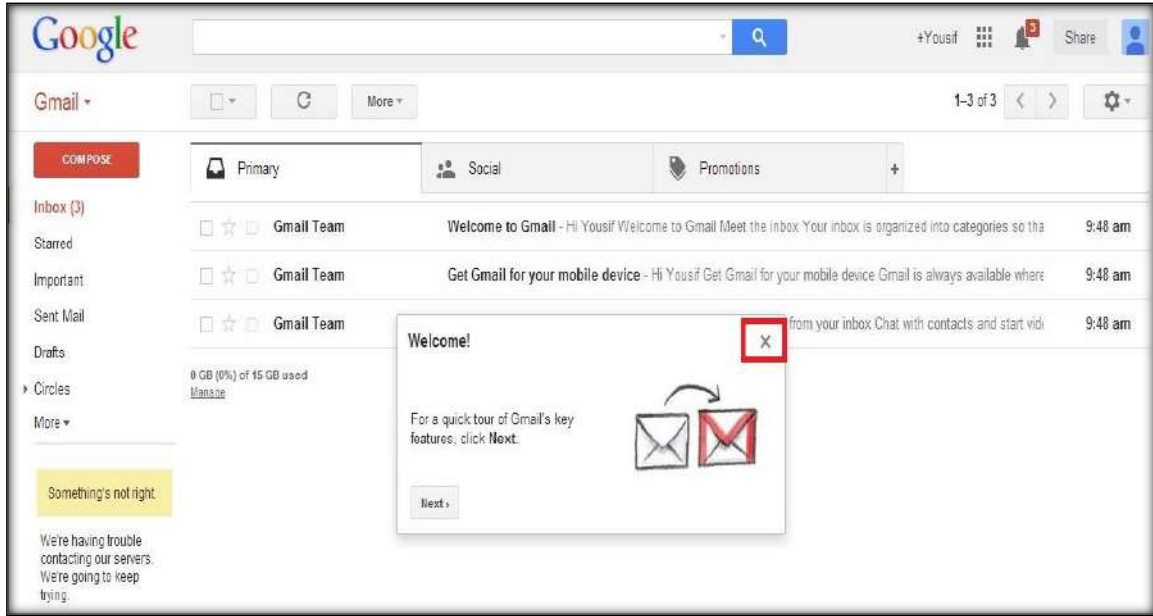 Google
+Yousif
3
Share
Gmail
More
1–3 of 3
COMPOSE
Primary
Social
Promotions
+
Inbox (3)
Starred
Important
Sent Mail
Drafts
Circles
More
Gmail Team Welcome to Gmail - Hi Yousif Welcome to Gmail Meet the inbox Your inbox is organized into categories so tha 9:48 am
Gmail Team Get Gmail for your mobile device - Hi Yousif Get Gmail for your mobile device Gmail is always available where 9:48 am
Gmail Team from your inbox Chat with contacts and start vid 9:48 am
0 GB (0%) of 15 GB used
Manage
Welcome!
X
For a quick tour of Gmail's key
features, click Next.
Next ›
Something's not right.
We're having trouble
contacting our servers.
We're going to keep
trying.